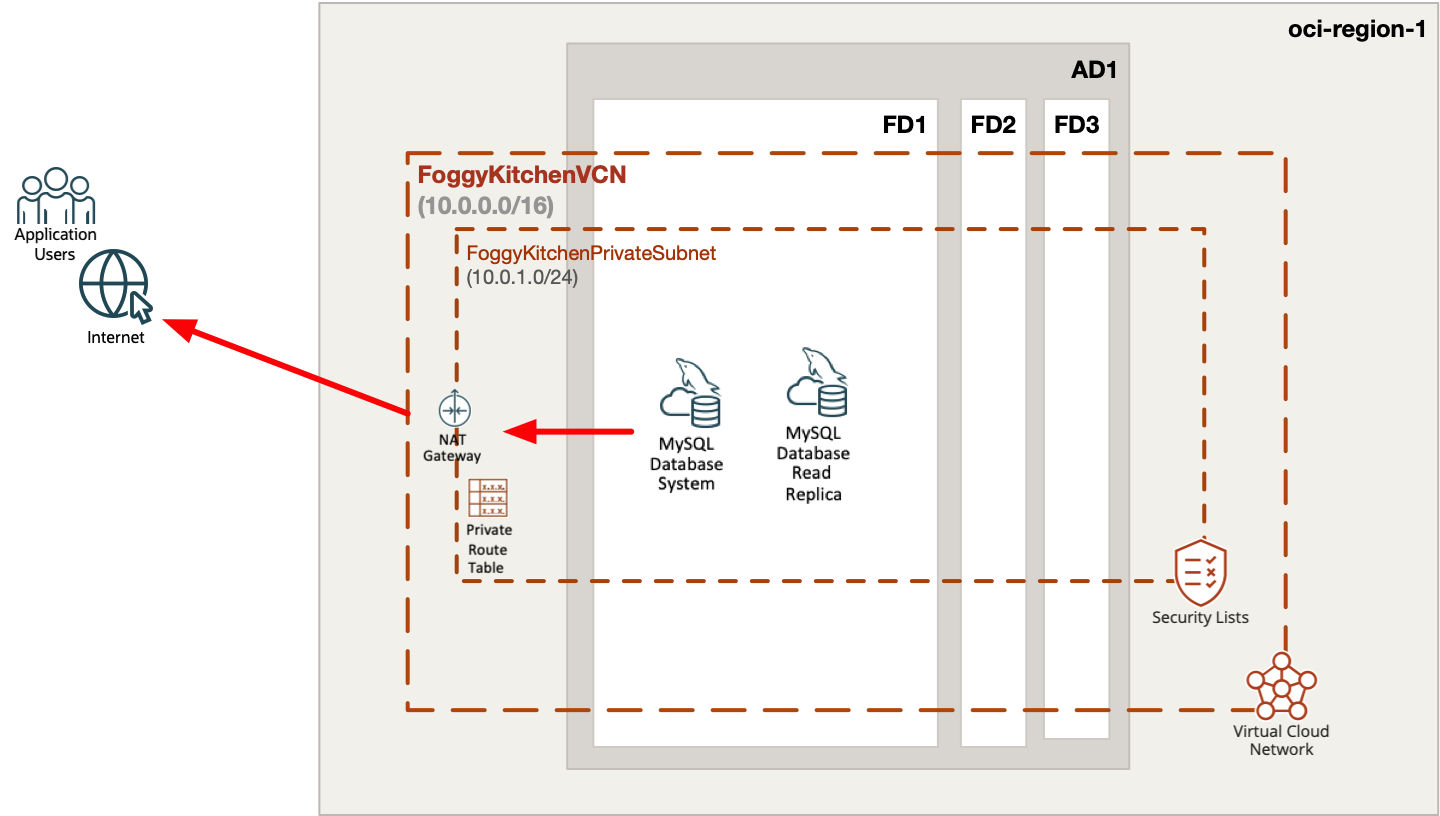 oci-region-1
AD1
FD1
FD2
FD3
FoggyKitchenVCN
(10.0.0.0/16)
Application
Users
FoggyKitchenPrivateSubnet
(10.0.1.0/24)
Internet
NAT
Gateway
MySQL
Database
System
MySQL
Database
Read
Replica
X.X.X.
X.X.X.
X.X.X.
Private
Route
Table
Security Lists
Virtual Cloud
Network